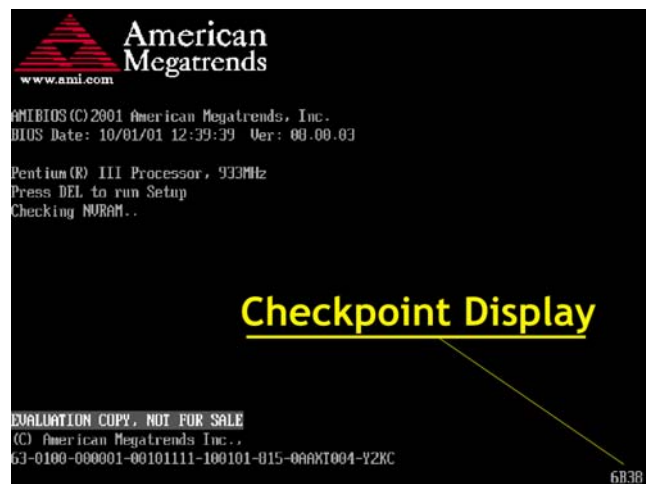 American
Megatrends
www.ami.com
AMIBIOS(C)2001 American Megatrends, Inc.
BIOS Date: 10/01/01 12:39:39 Ver: 08.00.03
Pentium(R) III Processor, 933MHz
Press DEL to run Setup
Checking NVRAM..
Checkpoint Display
EVALUATION COPY, NOT FOR SALE
(C) American Megatrends Inc.,
63-0100-000001-00101111-100101-815-0AAXT004-Y2KC
6B38